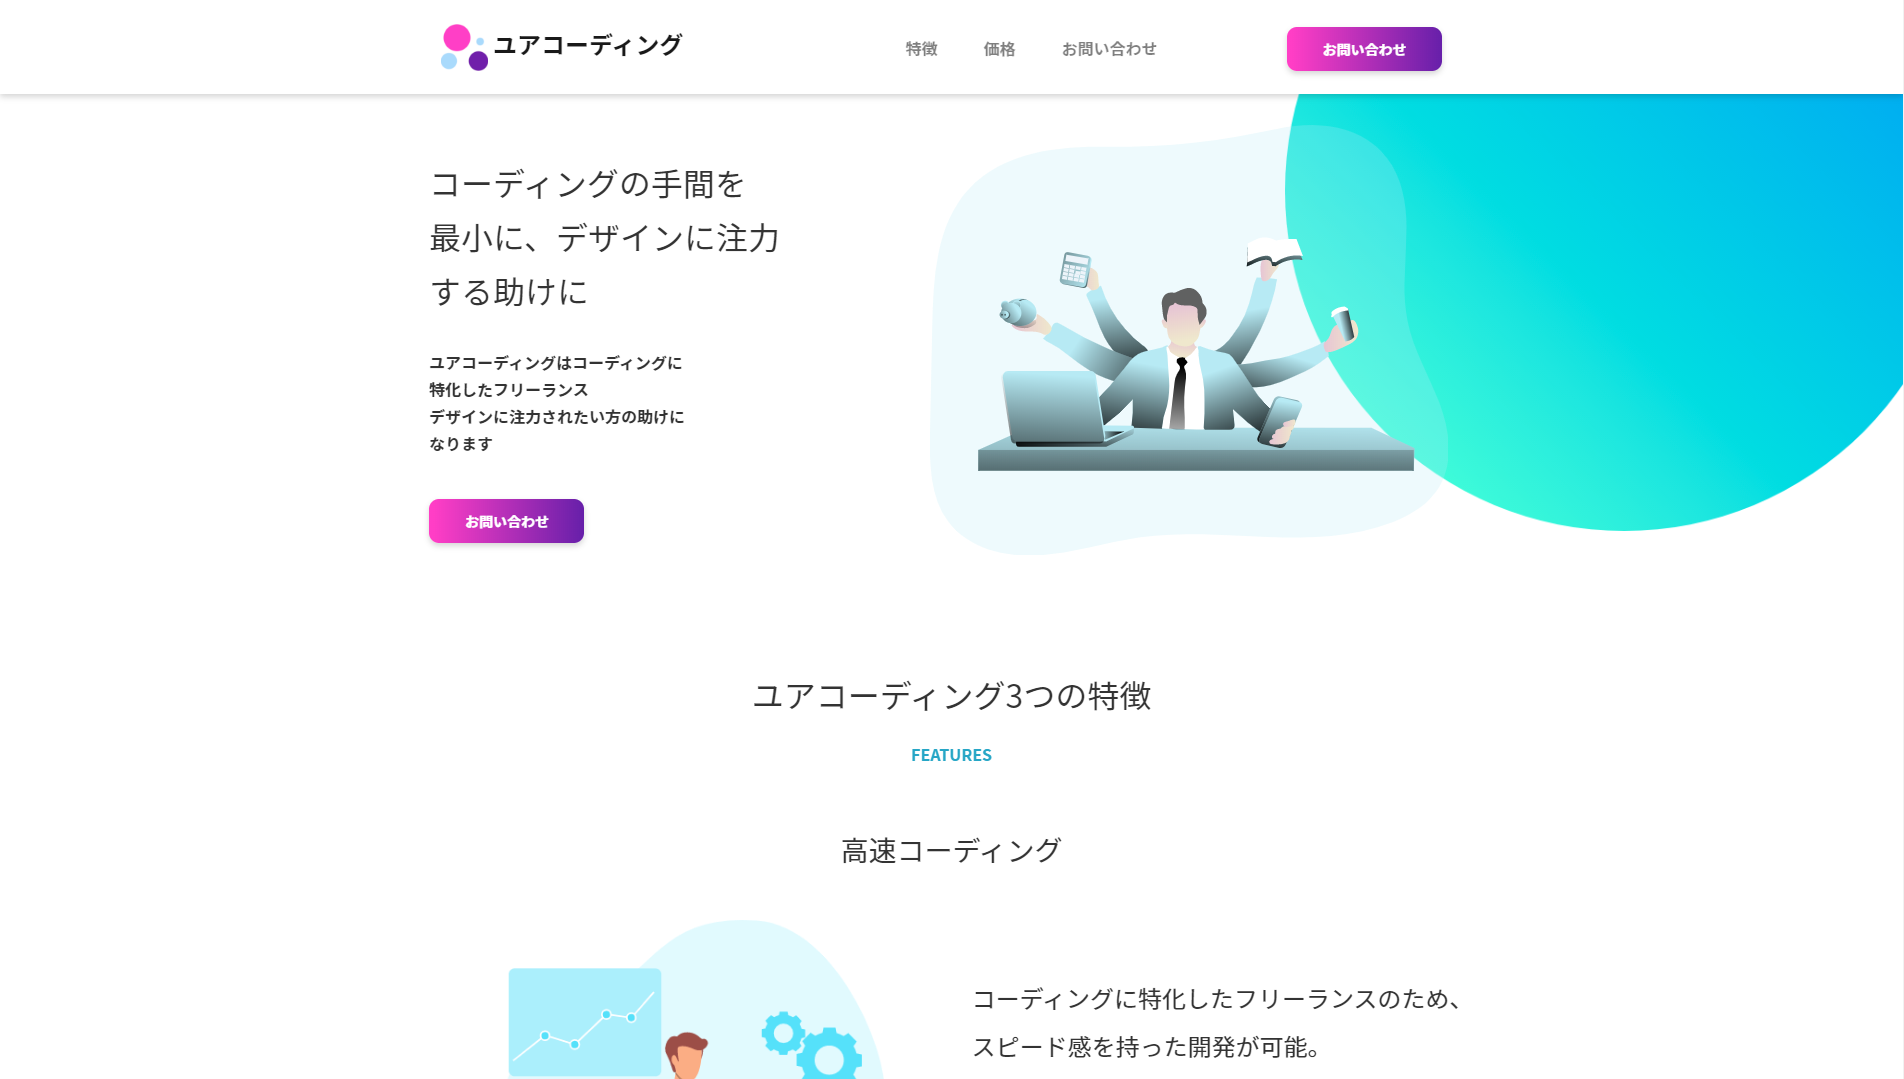 ユアコーディング
特徴
価格
お問い合わせ
お問い合わせ
コーディングの手間を
最小に、デザインに注力
する助けに
ユアコーディングはコーディングに
特化したフリーランス
デザインに注力されたい方の助けに
なります
お問い合わせ
ユアコーディング3つの特徴
FEATURES
高速コーディング
コーディングに特化したフリーランスのため、
スピード感を持った開発が可能。